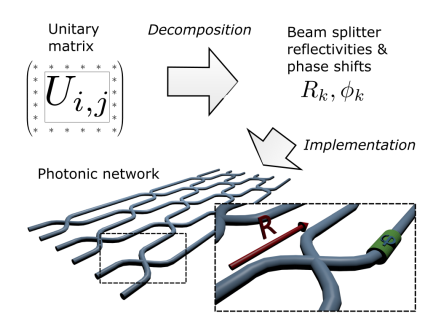 Unitary
matrix
Decomposition
Beam splitter
reflectivities &
phase shifts
* * * * * *
* U_{i,j} *
* * * * * *
R_k, ϕ_k
Implementation
Photonic network
R
φ